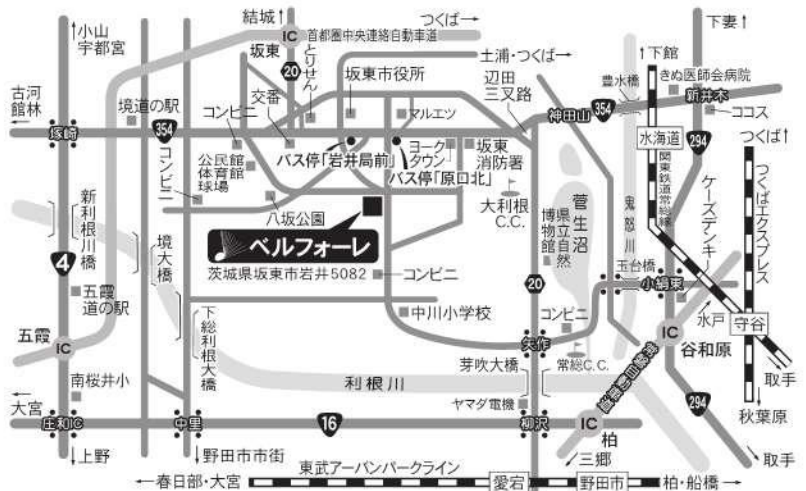 ↑小山
宇都宮
結城↑
IC
首都圏中央連絡自動車道
つくば→
下妻↑
坂東
20
とりせん
坂東市役所
土浦・つくば→
辺田
三叉路
豊水橋
↑下館
きぬ医師会病院
古河
館林
境道の駅
コンビニ
交番
マルエツ
神田山
354
新井木
ココス
塚崎
354
コンビニ
公民館
体育館
球場
バス停「岩井局前」
ヨーク
タウン
バス停「原口北」
坂東
消防署
水海道
294
つくば↑
八坂公園
大利根
C.C.
菅生沼
県立自然
博物館
鬼怒川
関東鉄道常総線
ケーズデンキ
つくばエクスプレス
新利根川橋
境大橋
ベルフォーレ
茨城県坂東市岩井5082
コンビニ
4
五霞
道の駅
20
玉台橋
小絹東
中川小学校
コンビニ
水戸
守谷
五霞
IC
下総利根大橋
矢作
常総C.C.
IC
谷和原
取手
南桜井小
芽吹大橋
常磐自動車道
利根川
ヤマダ電機
294
秋葉原
大宮
庄和IC
中里
16
柳沢
IC
柏
取手
上野
野田市市街
三郷
東武アーバンパークライン
←春日部・大宮
愛宕
野田市
柏・船橋→